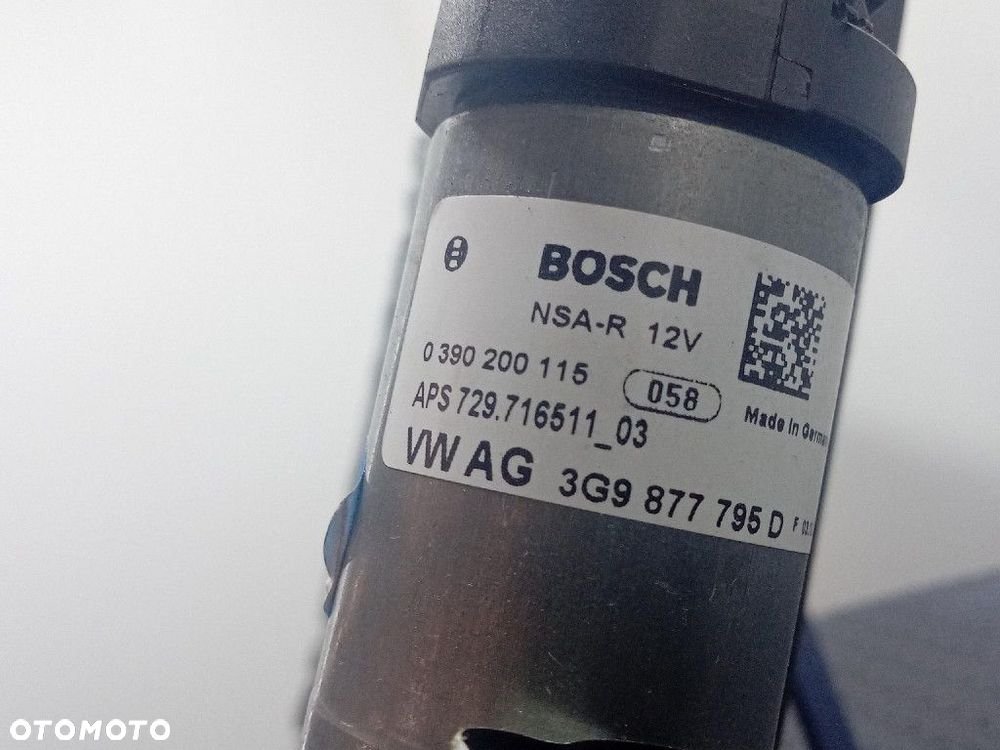 BOSCH
NSA-R 12V
0 390 200 115
058
APS 729.716511_03
Made in
VW AG 3G9 877 795 D F
OTOMOTO